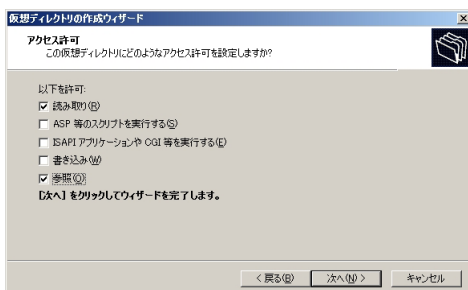 仮想ディレクトリの作成ウィザード
アクセス許可
この仮想ディレクトリにどのようなアクセス許可を設定しますか?
以下を許可:
読み取り(R)
ASP 等のスクリプトを実行する(S)
ISAPI アプリケーションや CGI 等を実行する(E)
書き込み(W)
参照(O)
[次へ] をクリックしてウィザードを完了します。
< 戻る(B)
次へ(N) >
キャンセル